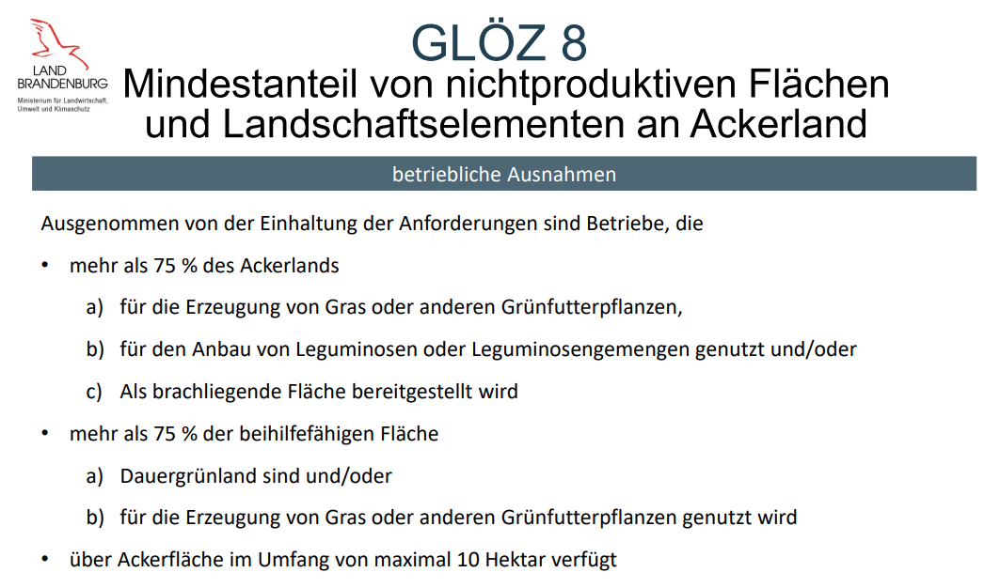 GLÖZ 8
LAND
BRANDENBURG
Ministerium für Landwirtschaft,
Umwelt und Klimaschutz
Mindestanteil von nichtproduktiven Flächen
und Landschaftselementen an Ackerland
betriebliche Ausnahmen
Ausgenommen von der Einhaltung der Anforderungen sind Betriebe, die
• mehr als 75 % des Ackerlands
a) für die Erzeugung von Gras oder anderen Grünfutterpflanzen,
b) für den Anbau von Leguminosen oder Leguminosengemengen genutzt und/oder
c) Als brachliegende Fläche bereitgestellt wird
• mehr als 75 % der beihilfefähigen Fläche
a) Dauergrünland sind und/oder
b) für die Erzeugung von Gras oder anderen Grünfutterpflanzen genutzt wird
• über Ackerfläche im Umfang von maximal 10 Hektar verfügt